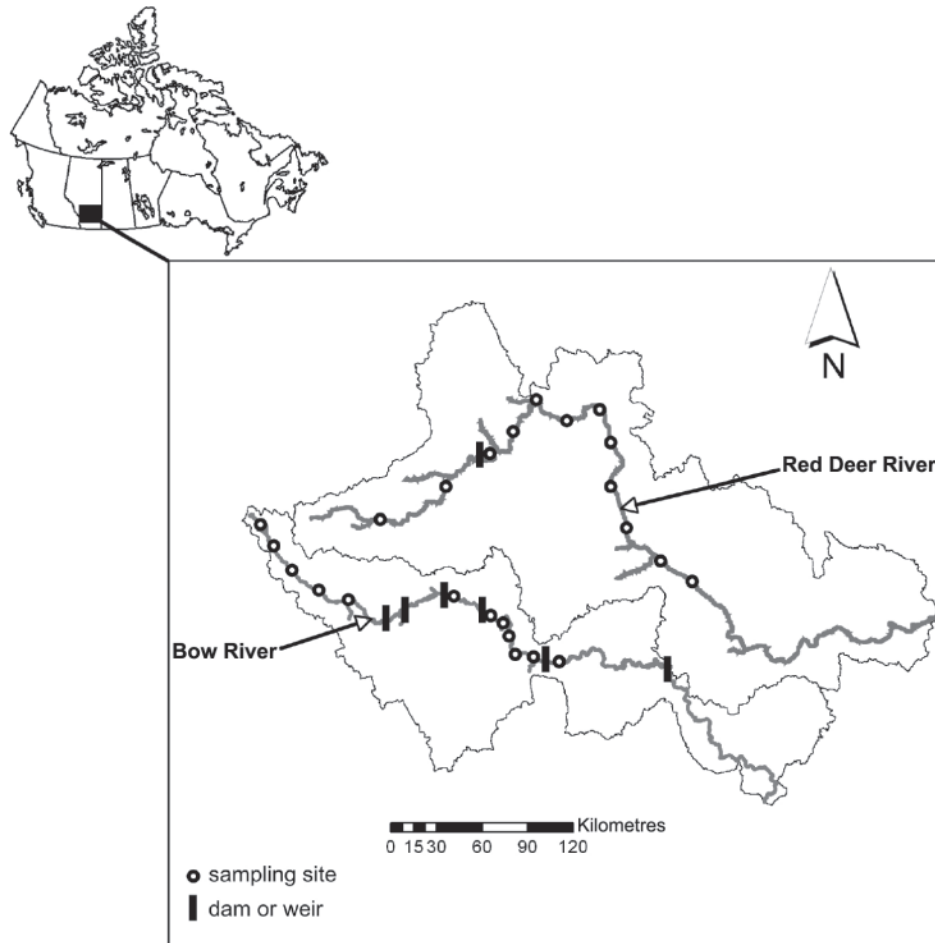 N
Red Deer River
Bow River
Kilometres
0 15 30 60 90 120
sampling site
dam or weir